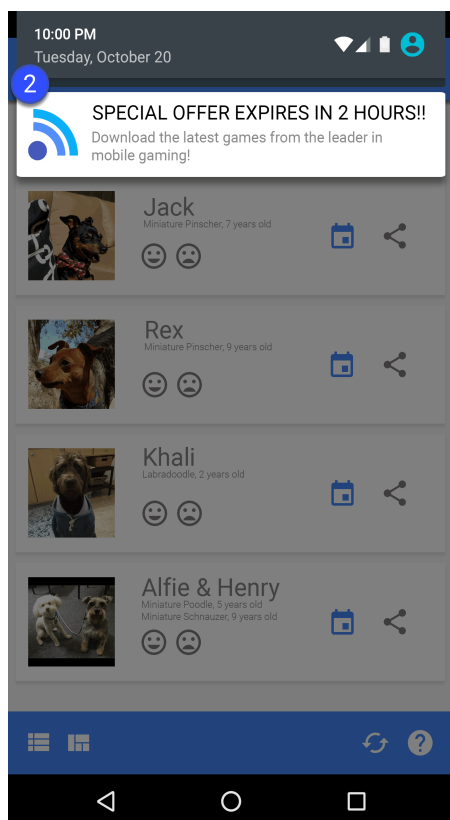 10:00 PM
Tuesday, October 20
2
SPECIAL OFFER EXPIRES IN 2 HOURS!!
Download the latest games from the leader in
mobile gaming!
Jack
Miniature Pinscher, 7 years old
Rex
Miniature Pinscher, 9 years old
Khali
Labradoodle, 2 years old
Alfie & Henry
Miniature Poodle, 5 years old
Miniature Schnauzer, 9 years old
?